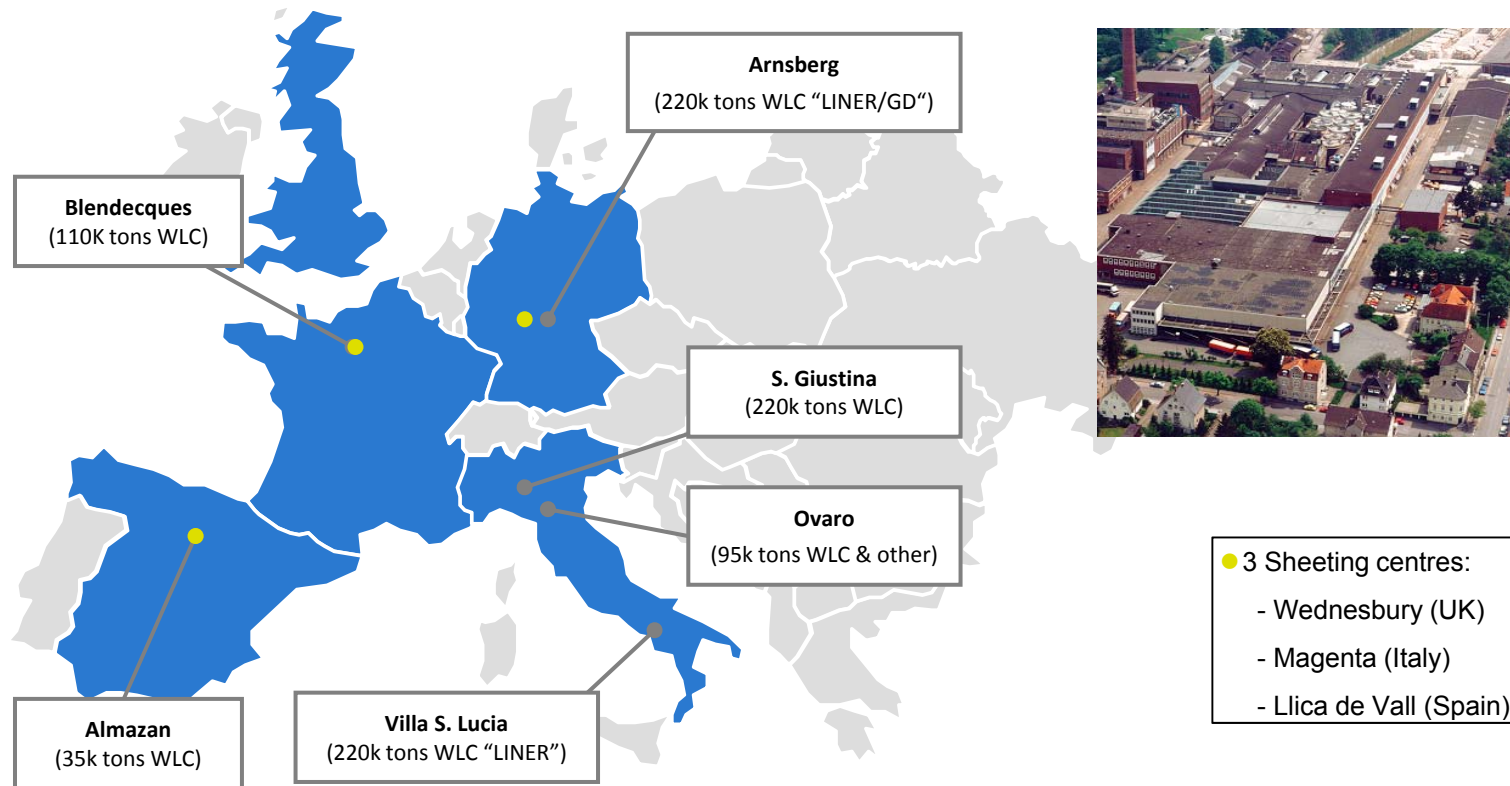 Arnsberg
(220k tons WLC “LINER/GD“)
Blendecques
(110K tons WLC)
S. Giustina
(220k tons WLC)
Ovaro
(95k tons WLC & other)
3 Sheeting centres:
- Wednesbury (UK)
- Magenta (Italy)
- Llica de Vall (Spain)
Almazan
(35k tons WLC)
Villa S. Lucia
(220k tons WLC “LINER”)